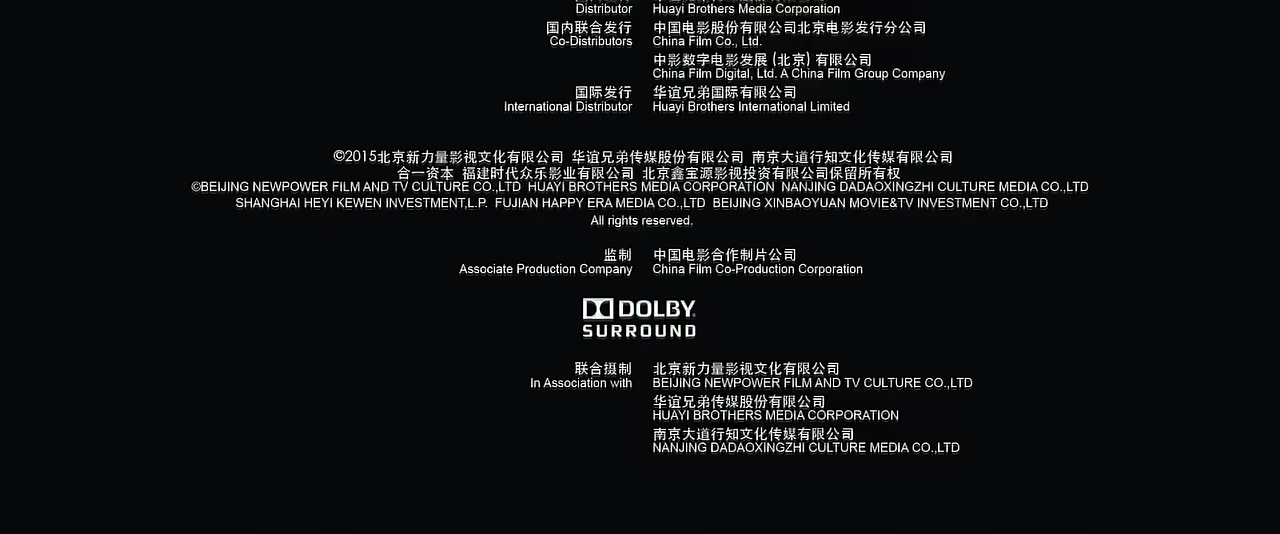 Distributor Huayi Brothers Media Corporation
国内联合发行 中国电影股份有限公司北京电影发行分公司
Co-Distributors China Film Co., Ltd.
中影数字电影发展 (北京) 有限公司
China Film Digital, Ltd. A China Film Group Company
国际发行 华谊兄弟国际有限公司
International Distributor Huayi Brothers International Limited
©2015北京新力量影视文化有限公司 华谊兄弟传媒股份有限公司 南京大道行知文化传媒有限公司
合一资本 福建时代众乐影业有限公司 北京鑫宝源影视投资有限公司保留所有权
©BEIJING NEWPOWER FILM AND TV CULTURE CO.,LTD HUAYI BROTHERS MEDIA CORPORATION NANJING DADAOXINGZHI CULTURE MEDIA CO.,LTD
SHANGHAI HEYI KEWEN INVESTMENT,L.P. FUJIAN HAPPY ERA MEDIA CO.,LTD BEIJING XINBAOYUAN MOVIE&TV INVESTMENT CO.,LTD
All rights reserved.
监制 中国电影合作制片公司
Associate Production Company China Film Co-Production Corporation
DOLBY
SURROUND
联合摄制 北京新力量影视文化有限公司
In Association with BEIJING NEWPOWER FILM AND TV CULTURE CO.,LTD
华谊兄弟传媒股份有限公司
HUAYI BROTHERS MEDIA CORPORATION
南京大道行知文化传媒有限公司
NANJING DADAOXINGZHI CULTURE MEDIA CO.,LTD